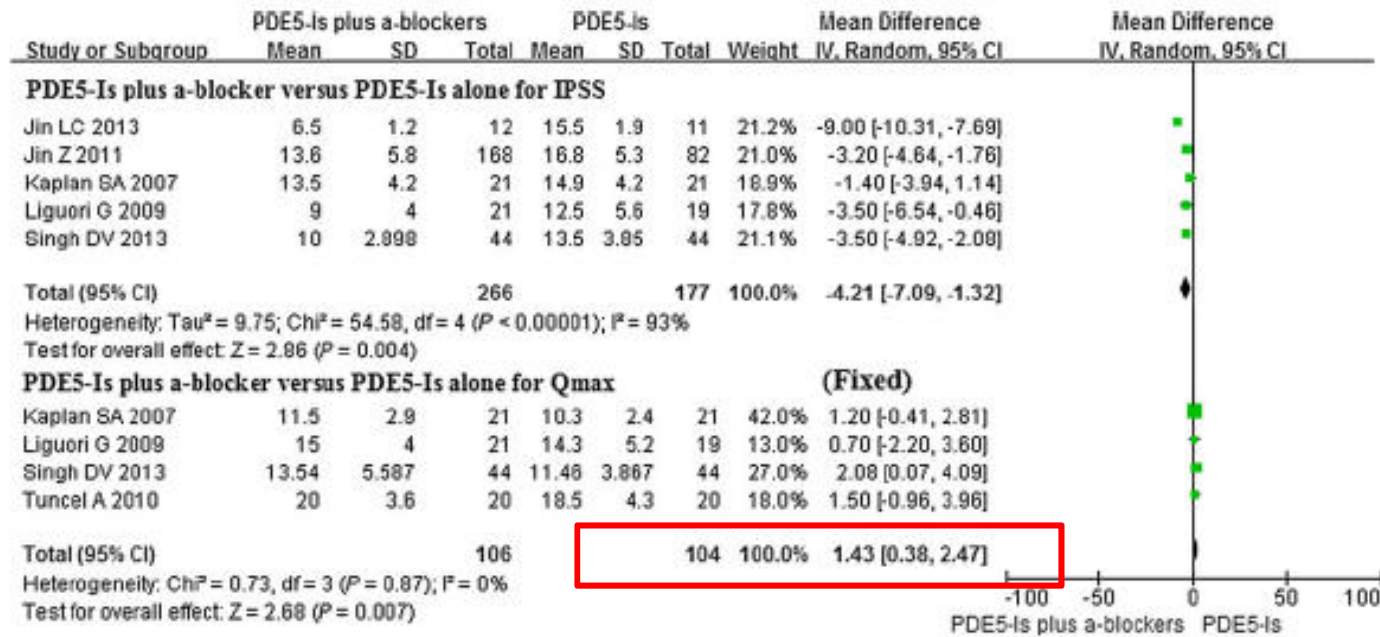 PDE5-Is plus a-blockers PDE5-Is Mean Difference Mean Difference
Study or Subgroup Mean SD Total Mean SD Total Weight IV, Random, 95% CI IV, Random, 95% CI
PDE5-Is plus a-blocker versus PDE5-Is alone for IPSS
Jin LC 2013 6.5 1.2 12 15.5 1.9 11 21.2% -9.00 [-10.31, -7.69]
Jin Z 2011 13.6 5.8 168 16.8 5.3 82 21.0% -3.20 [-4.64, -1.76]
Kaplan SA 2007 13.5 4.2 21 14.9 4.2 21 18.9% -1.40 [-3.94, 1.14]
Liguori G 2009 9 4 21 12.5 5.6 19 17.8% -3.50 [-6.54, -0.46]
Singh DV 2013 10 2.898 44 13.5 3.85 44 21.1% -3.50 [-4.92, -2.08]
Total (95% CI) 266 177 100.0% -4.21 [-7.09, -1.32]
Heterogeneity: Tau² = 9.75; Chi² = 54.58, df = 4 (P < 0.00001); I² = 93%
Test for overall effect: Z = 2.86 (P = 0.004)
PDE5-Is plus a-blocker versus PDE5-Is alone for Qmax (Fixed)
Kaplan SA 2007 11.5 2.9 21 10.3 2.4 21 42.0% 1.20 [-0.41, 2.81]
Liguori G 2009 15 4 21 14.3 5.2 19 13.0% 0.70 [-2.20, 3.60]
Singh DV 2013 13.54 5.587 44 11.46 3.867 44 27.0% 2.08 [0.07, 4.09]
Tuncel A 2010 20 3.6 20 18.5 4.3 20 18.0% 1.50 [-0.96, 3.96]
Total (95% CI) 106 104 100.0% 1.43 [0.38, 2.47]
Heterogeneity: Chi² = 0.73, df = 3 (P = 0.87); I² = 0%
Test for overall effect: Z = 2.68 (P = 0.007)
-100 -50 0 50 100
PDE5-Is plus a-blockers PDE5-Is